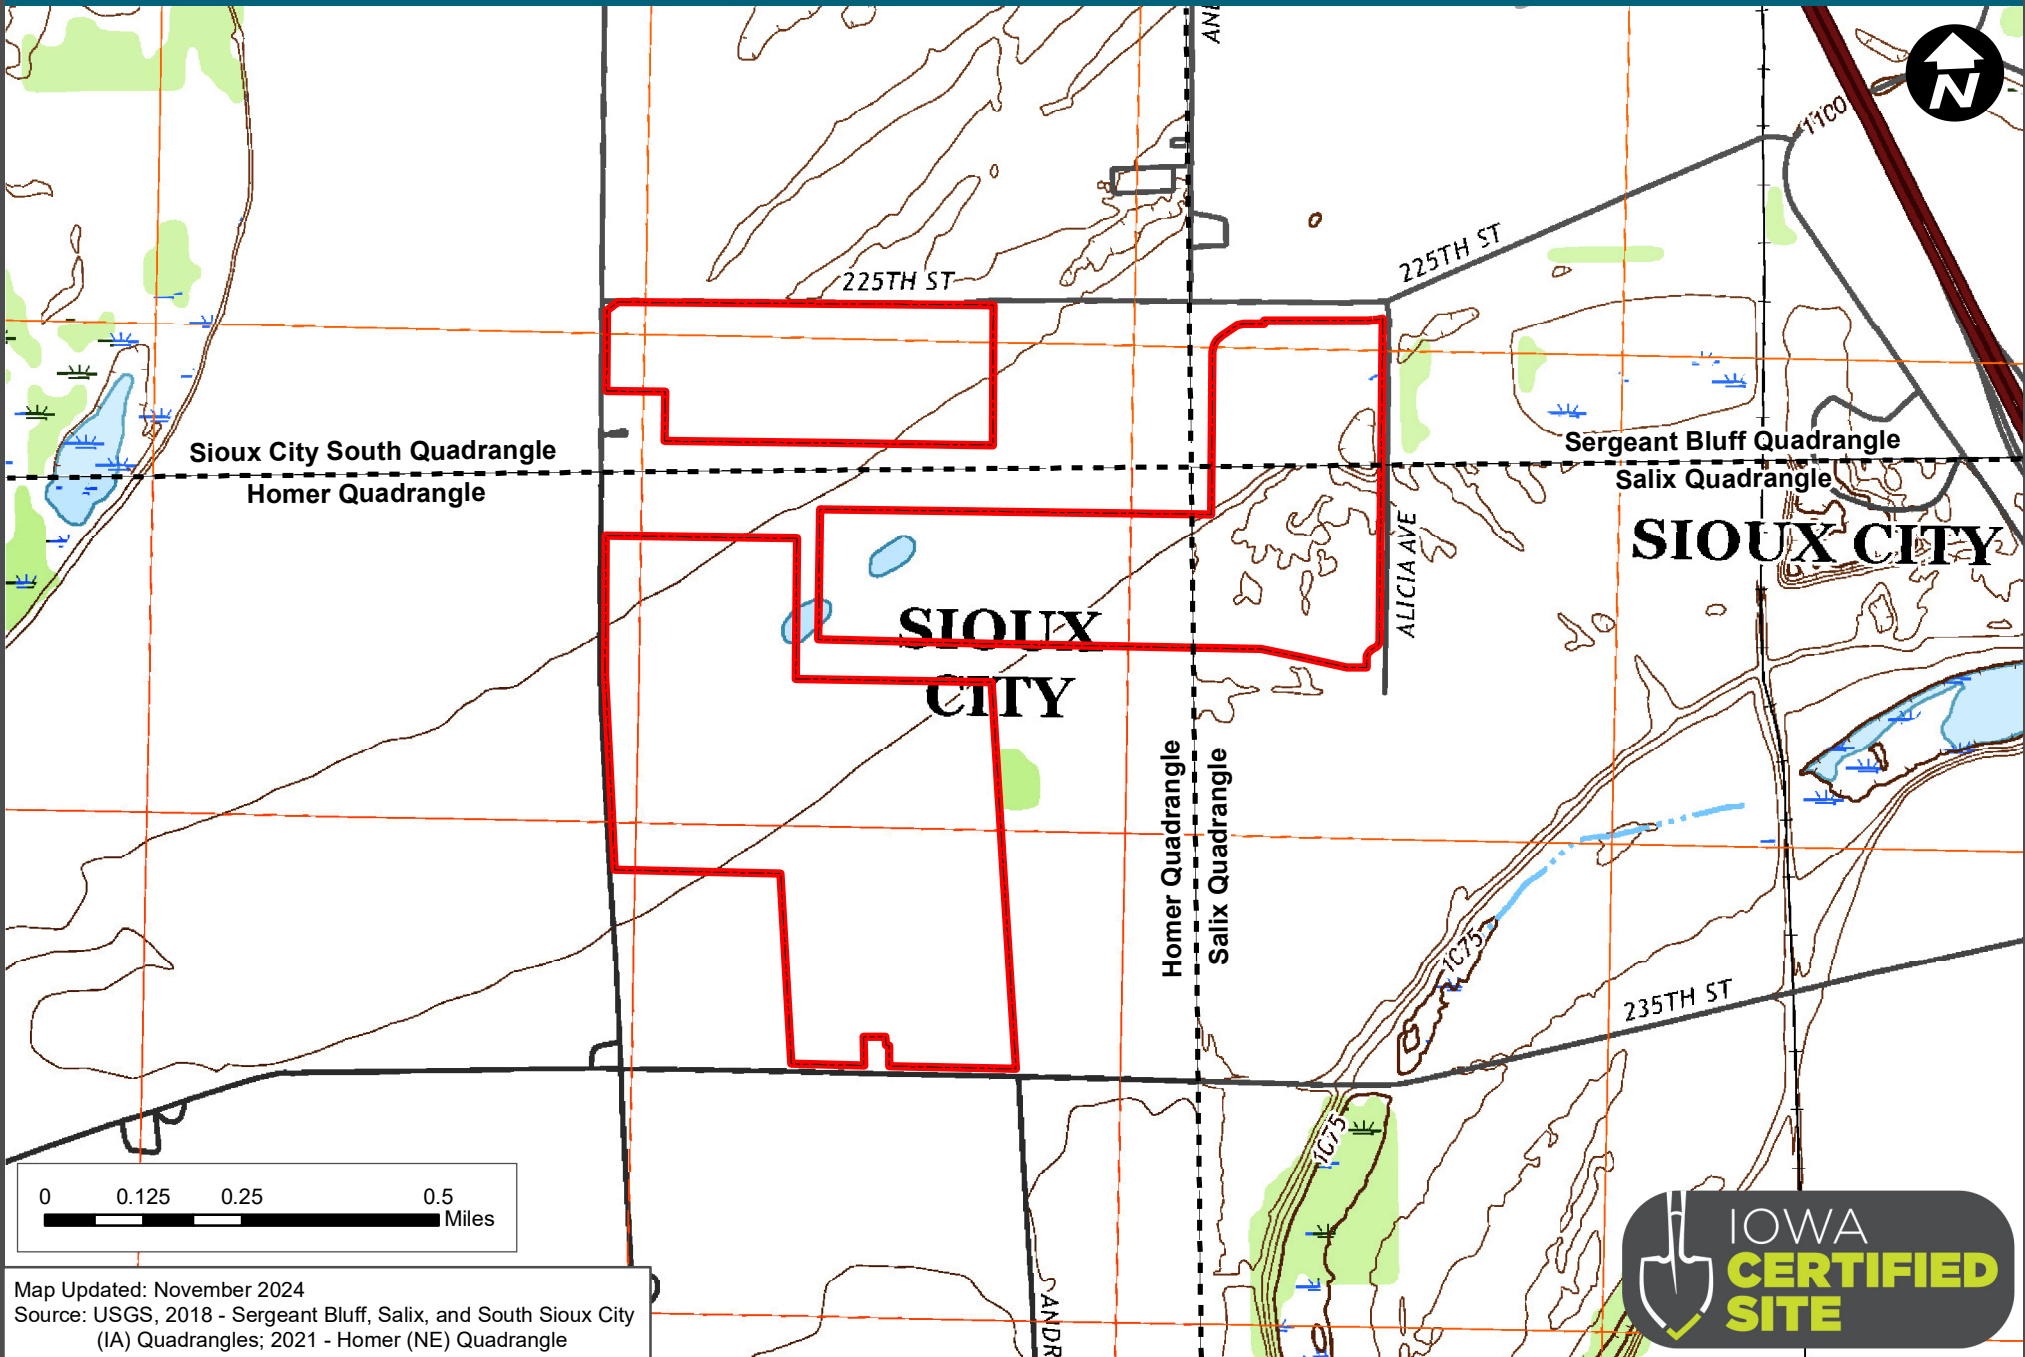 ANI
N
1100
225TH ST
225TH ST
Sioux City South Quadrangle
Homer Quadrangle
Sergeant Bluff Quadrangle
Salix Quadrangle
SIOUX CITY
ALICIA AVE
SIOUX
CITY
Homer Quadrangle
Salix Quadrangle
1075
235TH ST
1075
0 0.125 0.25 0.5
Miles
ANDR
Map Updated: November 2024
Source: USGS, 2018 - Sergeant Bluff, Salix, and South Sioux City
(IA) Quadrangles; 2021 - Homer (NE) Quadrangle
IOWA
CERTIFIED
SITE